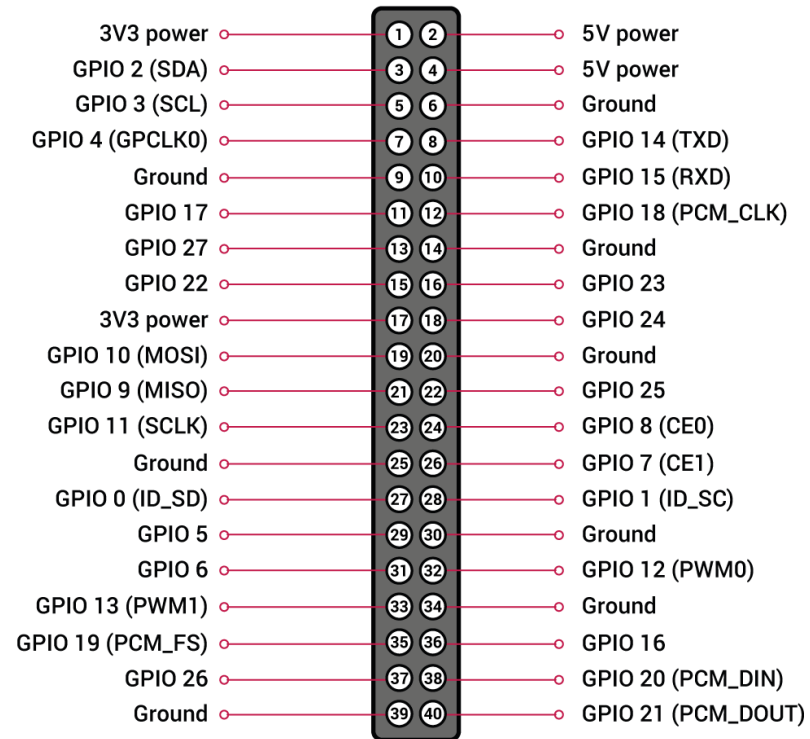 3V3 power 1 2 5V power
GPIO 2 (SDA) 3 4 5V power
GPIO 3 (SCL) 5 6 Ground
GPIO 4 (GPCLK0) 7 8 GPIO 14 (TXD)
Ground 9 10 GPIO 15 (RXD)
GPIO 17 11 12 GPIO 18 (PCM_CLK)
GPIO 27 13 14 Ground
GPIO 22 15 16 GPIO 23
3V3 power 17 18 GPIO 24
GPIO 10 (MOSI) 19 20 Ground
GPIO 9 (MISO) 21 22 GPIO 25
GPIO 11 (SCLK) 23 24 GPIO 8 (CE0)
Ground 25 26 GPIO 7 (CE1)
GPIO 0 (ID_SD) 27 28 GPIO 1 (ID_SC)
GPIO 5 29 30 Ground
GPIO 6 31 32 GPIO 12 (PWM0)
GPIO 13 (PWM1) 33 34 Ground
GPIO 19 (PCM_FS) 35 36 GPIO 16
GPIO 26 37 38 GPIO 20 (PCM_DIN)
Ground 39 40 GPIO 21 (PCM_DOUT)